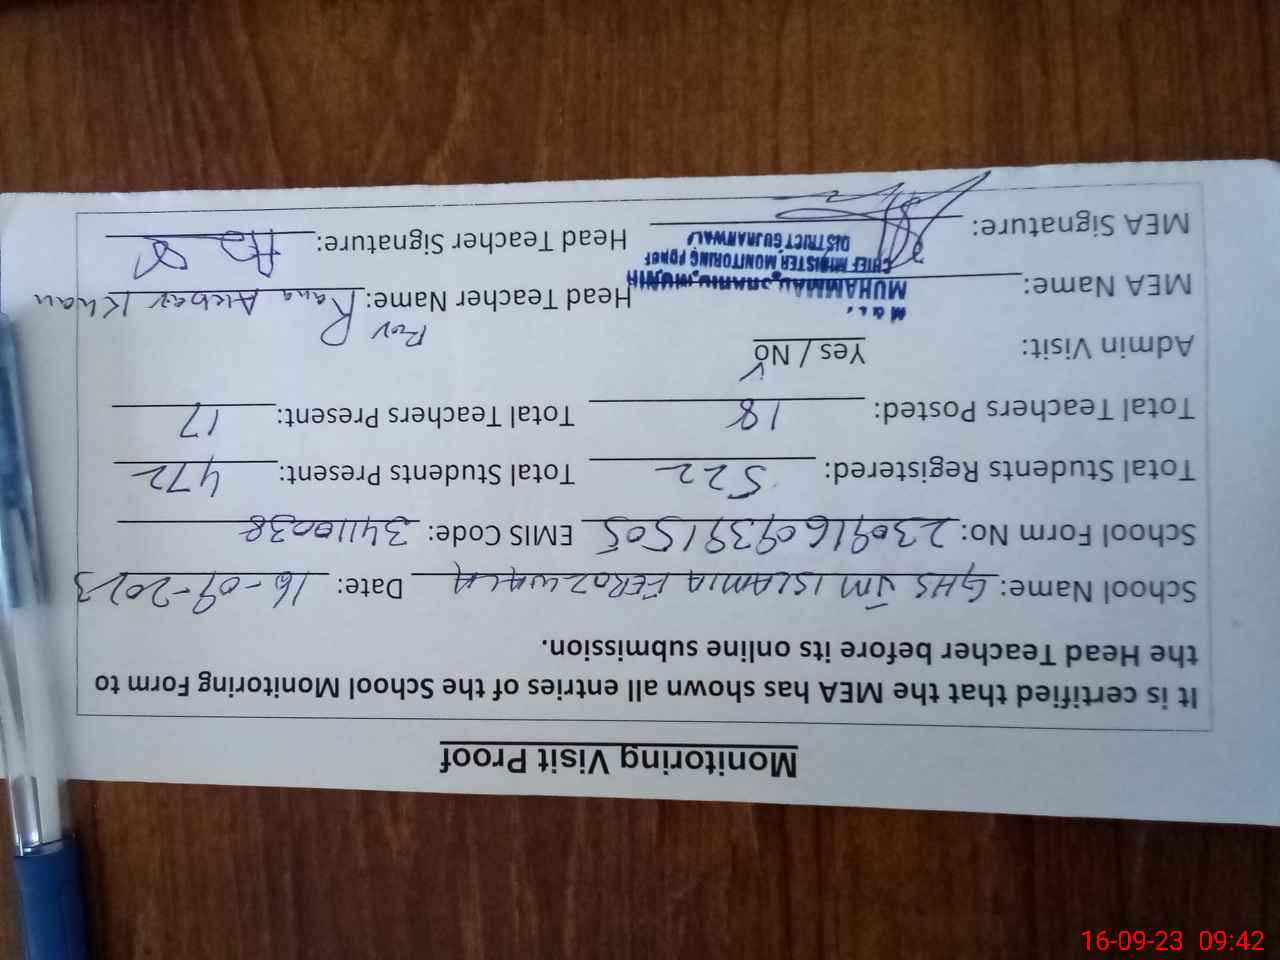 Monitoring Visit Proof
It is certified that the MEA has shown all entries of the School Monitoring Form to
the Head Teacher before its online submission.
School Name: GHS JM ISLAMIA FEROZWALA Date: 16-09-2023
School Form No: 23091609391505 EMIS Code: 34110038
Total Students Registered: 522 Total Students Present: 472
Total Teachers Posted: 18 Total Teachers Present: 17
Admin Visit: Yes / No
MEA Name: MUHAMMAD Head Teacher Name: Rana Akbar Khan
CHIEF MINISTER MONITORING FORCE
DISTRICT GUJRANWALA
MEA Signature: Head Teacher Signature:
16-09-23 09:42